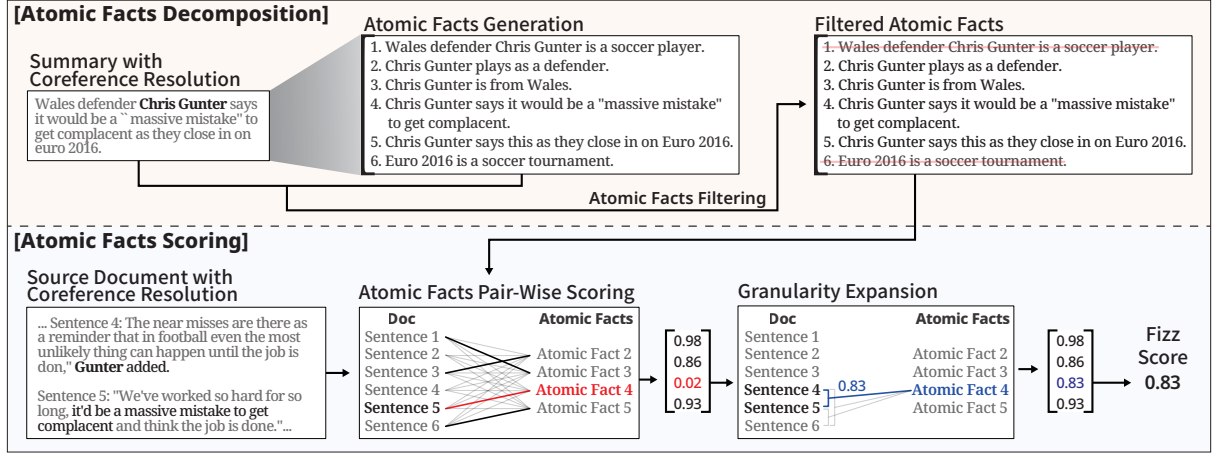 [Atomic Facts Decomposition]
Summary with
Coreference Resolution
Wales defender Chris Gunter says
it would be a `` massive mistake" to
get complacent as they close in on
euro 2016.
Atomic Facts Generation
1. Wales defender Chris Gunter is a soccer player.
2. Chris Gunter plays as a defender.
3. Chris Gunter is from Wales.
4. Chris Gunter says it would be a "massive mistake"
to get complacent.
5. Chris Gunter says this as they close in on Euro 2016.
6. Euro 2016 is a soccer tournament.
Atomic Facts Filtering
Filtered Atomic Facts
1. Wales defender Chris Gunter is a soccer player.
2. Chris Gunter plays as a defender.
3. Chris Gunter is from Wales.
4. Chris Gunter says it would be a "massive mistake"
to get complacent.
5. Chris Gunter says this as they close in on Euro 2016.
6. Euro 2016 is a soccer tournament.
[Atomic Facts Scoring]
Source Document with
Coreference Resolution
... Sentence 4: The near misses are there as
a reminder that in football even the most
unlikely thing can happen until the job is
don," Gunter added.
Sentence 5: "We've worked so hard for so
long, it'd be a massive mistake to get
complacent and think the job is done."...
Atomic Facts Pair-Wise Scoring
Doc
Atomic Facts
Sentence 1
Sentence 2
Sentence 3
Sentence 4
Sentence 5
Sentence 6
Atomic Fact 2
Atomic Fact 3
Atomic Fact 4
Atomic Fact 5
0.98
0.86
0.02
0.93
Granularity Expansion
Doc
Atomic Facts
Sentence 1
Sentence 2
Sentence 3
Sentence 4
Sentence 5
Sentence 6
0.83
Atomic Fact 2
Atomic Fact 3
Atomic Fact 4
Atomic Fact 5
0.98
0.86
0.83
0.93
Fizz
Score
0.83